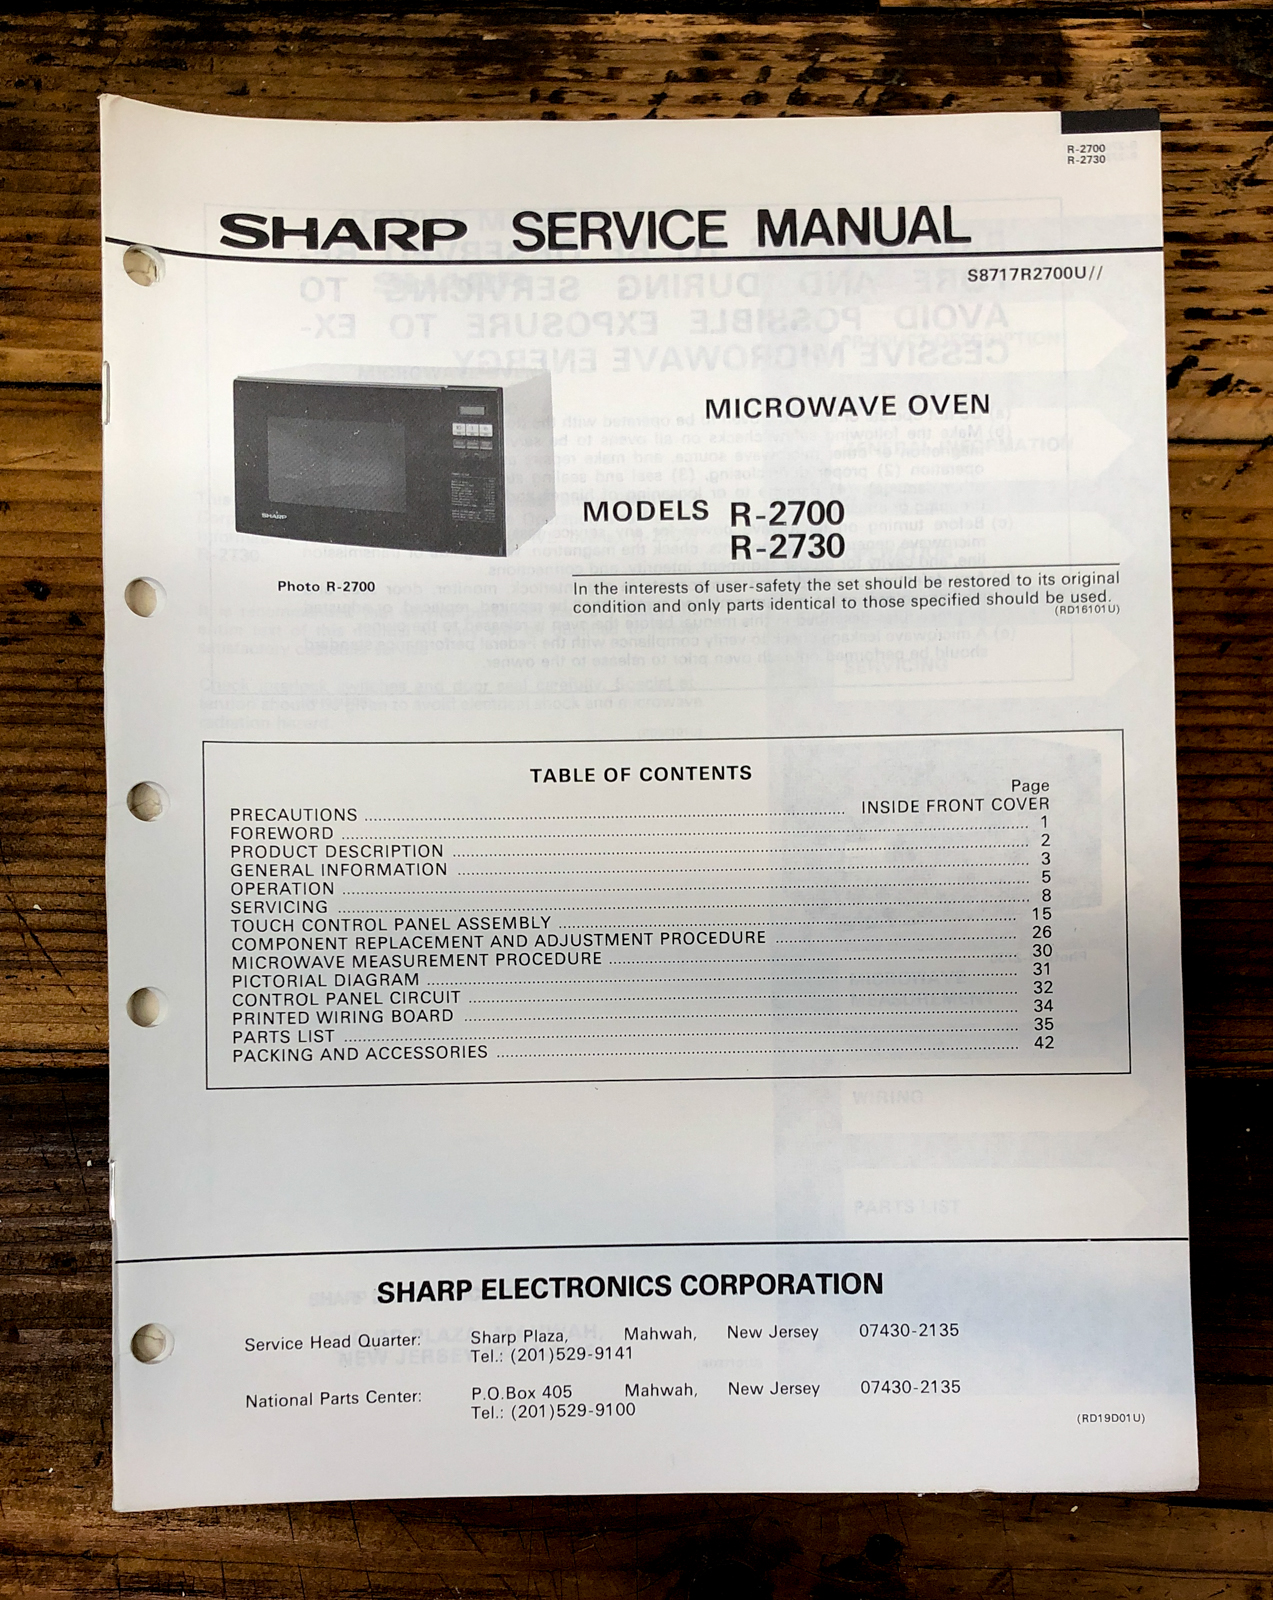 R-2700
R-2730
SHARP SERVICE MANUAL
S8717R2700U//
SHARP
MICROWAVE OVEN
MODELS R-2700
R-2730
Photo R-2700
In the interests of user-safety the set should be restored to its original
condition and only parts identical to those specified should be used.
(RD16101U)
TABLE OF CONTENTS
Page
PRECAUTIONS INSIDE FRONT COVER
FOREWORD 1
PRODUCT DESCRIPTION 2
GENERAL INFORMATION 3
OPERATION 5
SERVICING 8
TOUCH CONTROL PANEL ASSEMBLY 15
COMPONENT REPLACEMENT AND ADJUSTMENT PROCEDURE 26
MICROWAVE MEASUREMENT PROCEDURE 30
PICTORIAL DIAGRAM 31
CONTROL PANEL CIRCUIT 32
PRINTED WIRING BOARD 34
PARTS LIST 35
PACKING AND ACCESSORIES 42
SHARP ELECTRONICS CORPORATION
Service Head Quarter: Sharp Plaza, Mahwah, New Jersey 07430-2135
Tel.: (201)529-9141
National Parts Center: P.O.Box 405 Mahwah, New Jersey 07430-2135
Tel.: (201)529-9100
(RD19D01U)